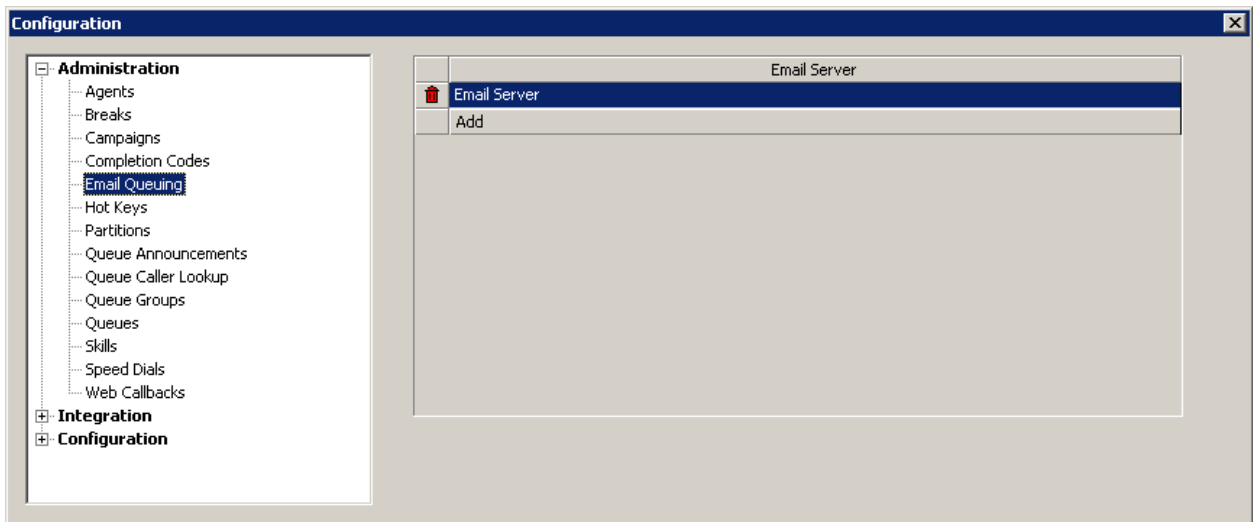 Configuration
Administration
Agents
Breaks
Campaigns
Completion Codes
Email Queuing
Hot Keys
Partitions
Queue Announcements
Queue Caller Lookup
Queue Groups
Queues
Skills
Speed Dials
Web Callbacks
Integration
Configuration
Email Server
Email Server
Add